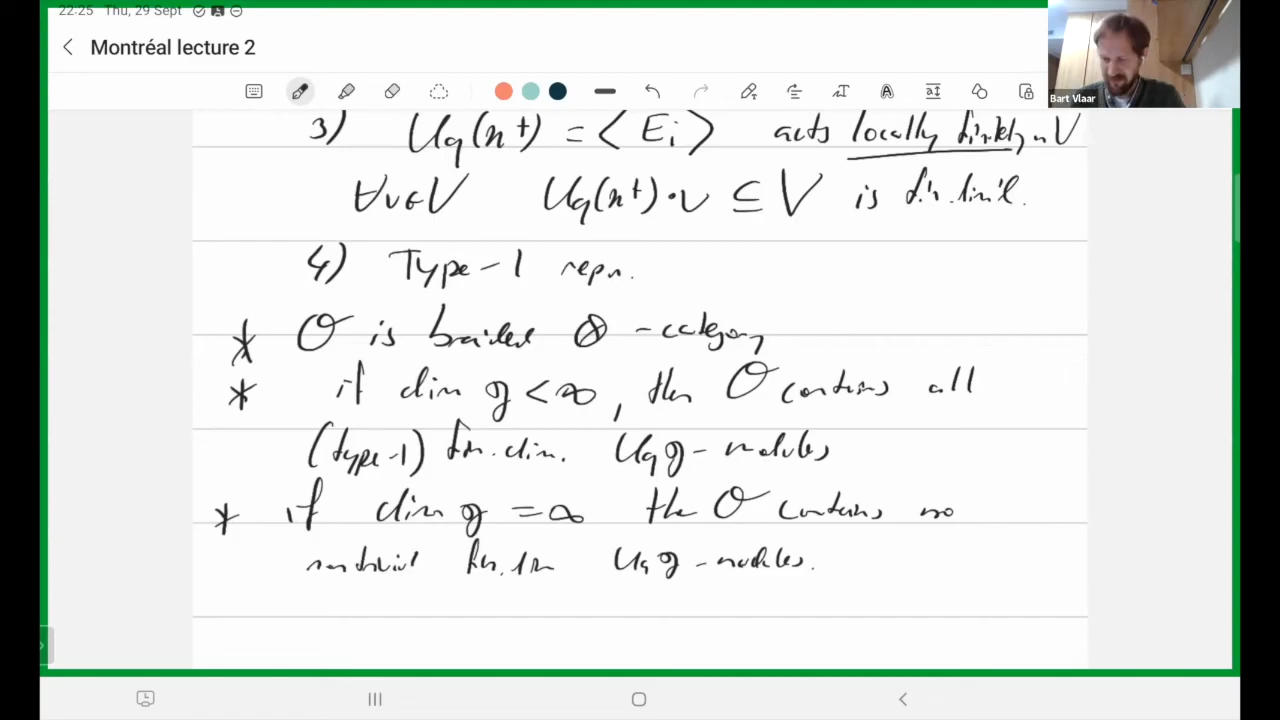 22:25 Thu, 29 Sept
Montréal lecture 2
Bart Vlaar
3) Uq(n+) = <Ei> acts locally finitely on V
∀v∈V Uq(n+)·v ⊆ V is fin. dim'l.
4) Type-1 repn.
* O is braided ⊗-category
* if dim g < ∞, then O contains all
(type-1) fin. dim. Uqg-modules
* if dim g = ∞ the O contains no
nontrivial fin. dim Uqg-modules.